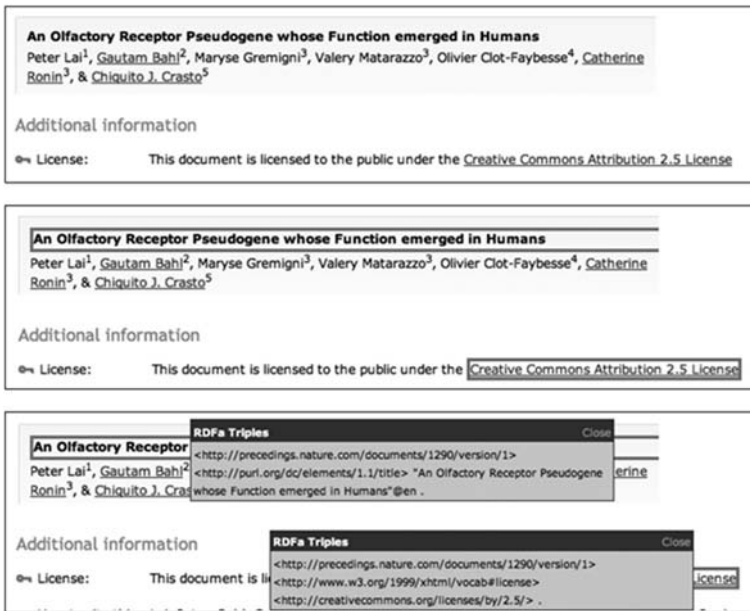 An Olfactory Receptor Pseudogene whose Function emerged in Humans
Peter Lai1, Gautam Bahl2, Maryse Gremigni3, Valery Matarazzo3, Olivier Clot-Faybesse4, Catherine
Ronin3, & Chiquito J. Crasto5
Additional information
License: This document is licensed to the public under the Creative Commons Attribution 2.5 License
An Olfactory Receptor Pseudogene whose Function emerged in Humans
Peter Lai1, Gautam Bahl2, Maryse Gremigni3, Valery Matarazzo3, Olivier Clot-Faybesse4, Catherine
Ronin3, & Chiquito J. Crasto5
Additional information
License: This document is licensed to the public under the Creative Commons Attribution 2.5 License
An Olfactory Receptor
Peter Lai1, Gautam Bahl2
Ronin3, & Chiquito J. Cras
RDFa Triples Close
<http://precedings.nature.com/documents/1290/version/1>
<http://purl.org/dc/elements/1.1/title> "An Olfactory Receptor Pseudogene
whose Function emerged in Humans"@en .
erine
Additional information
License: This document is li
RDFa Triples Close
<http://precedings.nature.com/documents/1290/version/1>
<http://www.w3.org/1999/xhtml/vocab#license>
<http://creativecommons.org/licenses/by/2.5/> .
icense